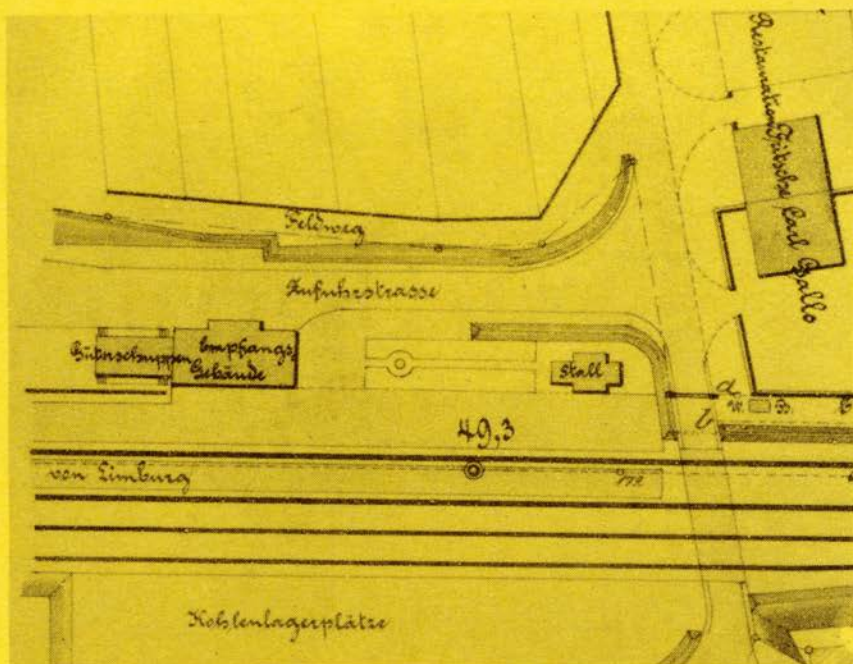 Restauration Fritsche Carl Gallo
Feldweg
Zufuhrstrasse
Güterschuppen
Empfangs-
Gebäude
Stall
a
W.
B.
b
49,3
von Limburg
Kohlenlagerplätze